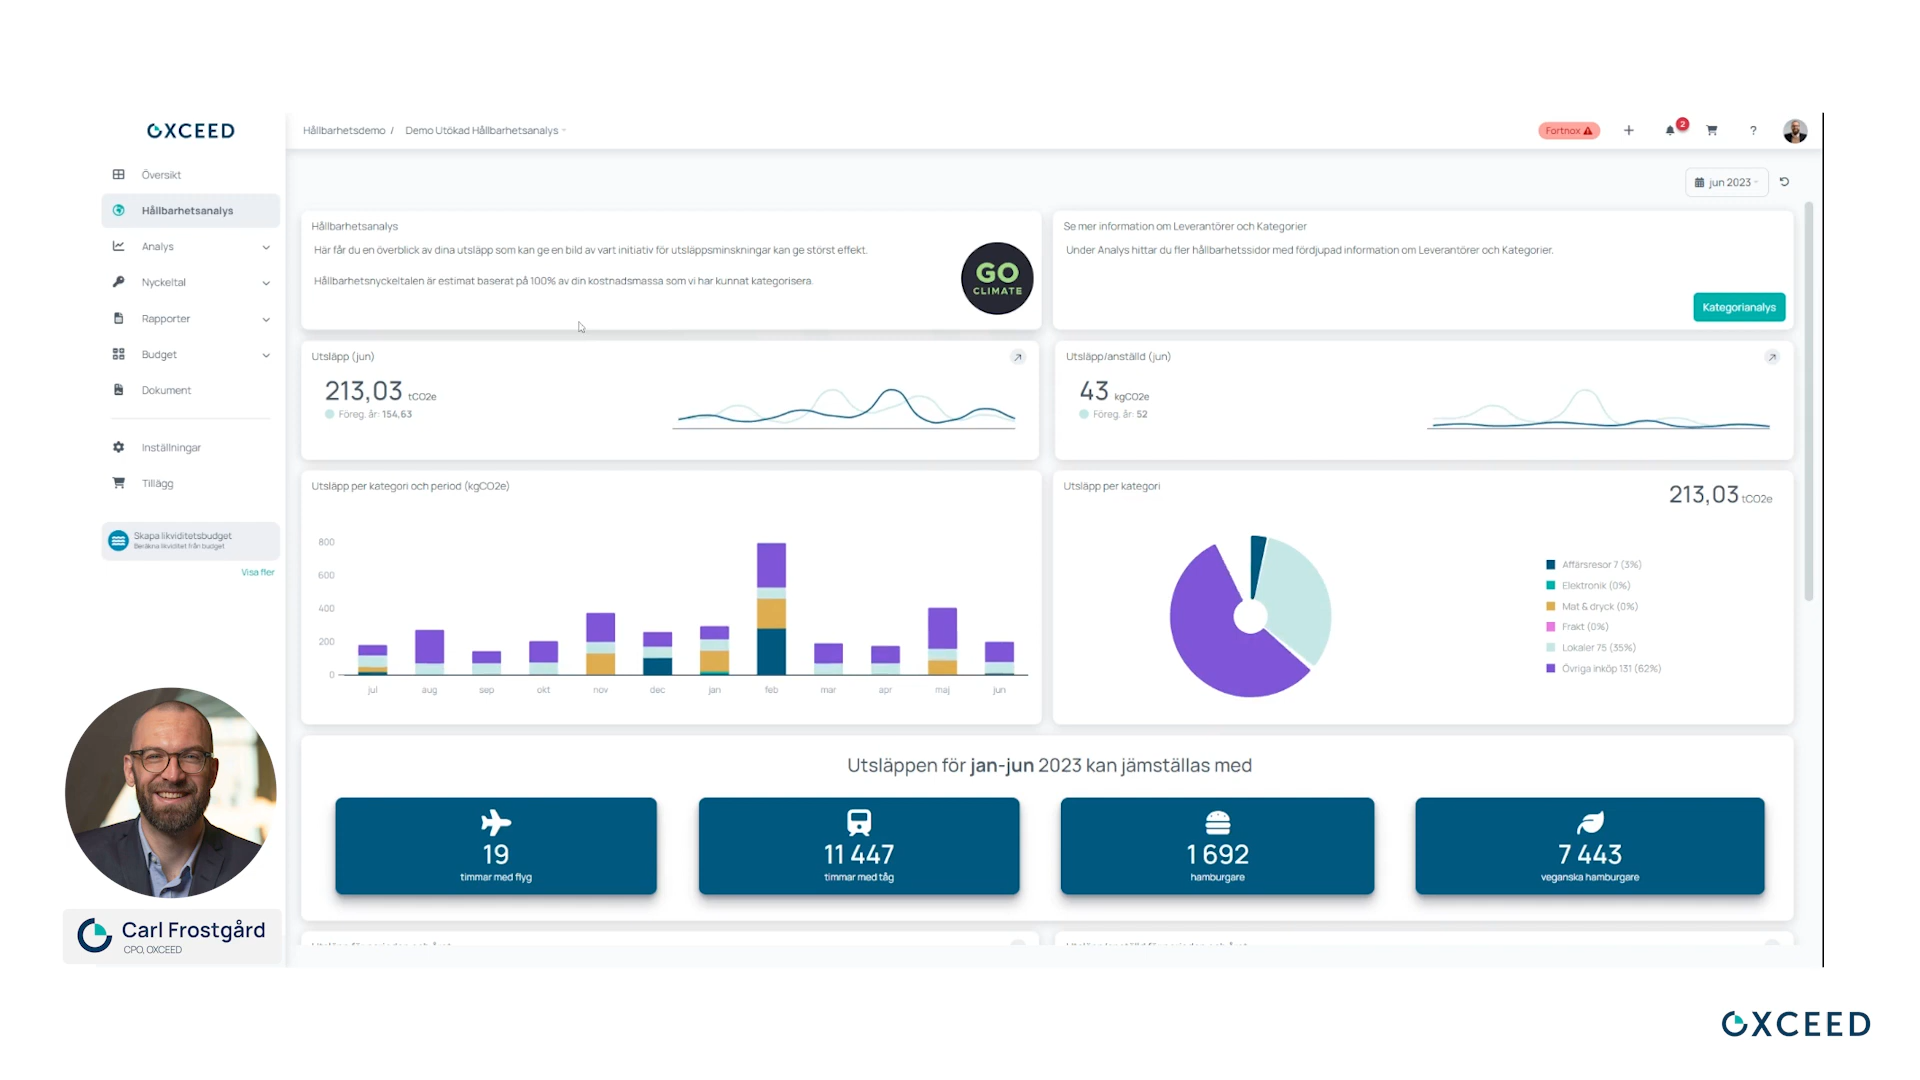 OXCEED
Översikt
Hållbarhetsanalys
Analys
Nyckeltal
Rapporter
Budget
Dokument
Inställningar
Tillägg
Skapa likviditetsbudget
Beräkna likviditet från budget
Visa fler
Hållbarhetsdemo / Demo Utökad Hållbarhetsanalys
Fortnox
2
?
jun 2023
Hållbarhetsanalys
Här får du en överblick av dina utsläpp som kan ge en bild av vart initiativ för utsläppsminskningar kan ge störst effekt.
Hållbarhetsnyckeltalen är estimat baserat på 100% av din kostnadsmassa som vi har kunnat kategorisera.
GO
CLIMATE
Se mer information om Leverantörer och Kategorier
Under Analys hittar du fler hållbarhetssidor med fördjupad information om Leverantörer och Kategorier.
Kategorianalys
Utsläpp (jun)
213,03 tCO2e
Föreg. år: 154,63
Utsläpp/anställd (jun)
43 kgCO2e
Föreg. år: 52
Utsläpp per kategori och period (kgCO2e)
800
600
400
200
0
jul aug sep okt nov dec jan feb mar apr maj jun
Utsläpp per kategori
213,03 tCO2e
Affärsresor 7 (3%)
Elektronik (0%)
Mat & dryck (0%)
Frakt (0%)
Lokaler 75 (35%)
Övriga inköp 131 (62%)
Utsläppen för jan-jun 2023 kan jämställas med
19
timmar med flyg
11 447
timmar med tåg
1 692
hamburgare
7 443
veganska hamburgare
Carl Frostgård
CPO, OXCEED
OXCEED